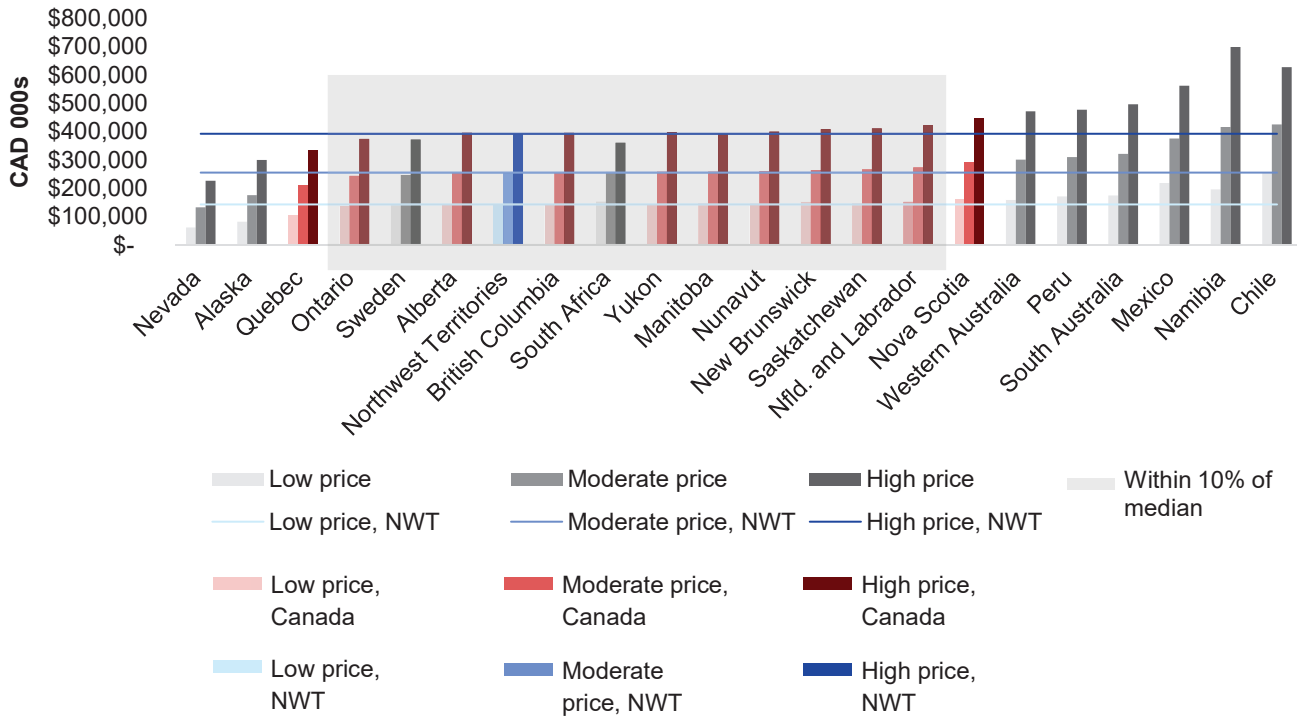 $800,000
$700,000
$600,000
$500,000
$400,000
$300,000
$200,000
$100,000
$-
CAD 000s
Nevada
Alaska
Quebec
Ontario
Sweden
Alberta
Northwest Territories
British Columbia
South Africa
Yukon
Manitoba
Nunavut
New Brunswick
Saskatchewan
Nfld. and Labrador
Nova Scotia
Western Australia
Peru
South Australia
Mexico
Namibia
Chile
Low price
Moderate price
High price
Within 10% of
median
Low price, NWT
Moderate price, NWT
High price, NWT
Low price,
Canada
Moderate price,
Canada
High price,
Canada
Low price,
NWT
Moderate
price, NWT
High price,
NWT